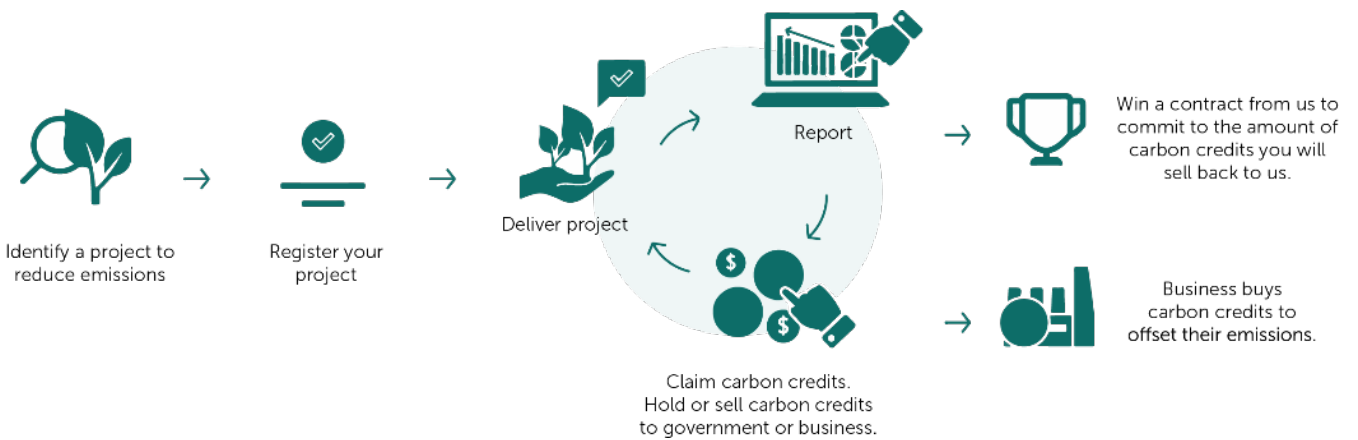 Identify a project to
reduce emissions
Register your
project
Deliver project
Report
$
$
Claim carbon credits.
Hold or sell carbon credits
to government or business.
Win a contract from us to
commit to the amount of
carbon credits you will
sell back to us.
Business buys
carbon credits to
offset their emissions.